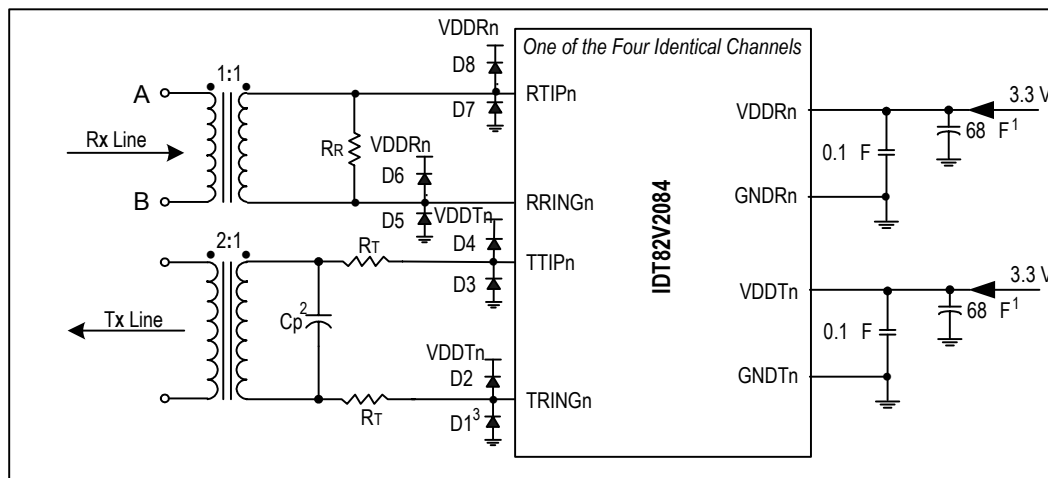 One of the Four Identical Channels
VDDRn
D8
1:1
A
RTIPn
D7
VDDRn
3.3 V
68 F1
Rx Line
RR
VDDRn
D6
0.1 F
B
RRINGn
GNDRn
D5
VDDTn
2:1
RT
D4
TTIPn
D3
IDT82V2084
VDDTn
3.3 V
68 F1
Tx Line
Cp2
0.1 F
VDDTn
D2
GNDTn
TRINGn
RT
D13